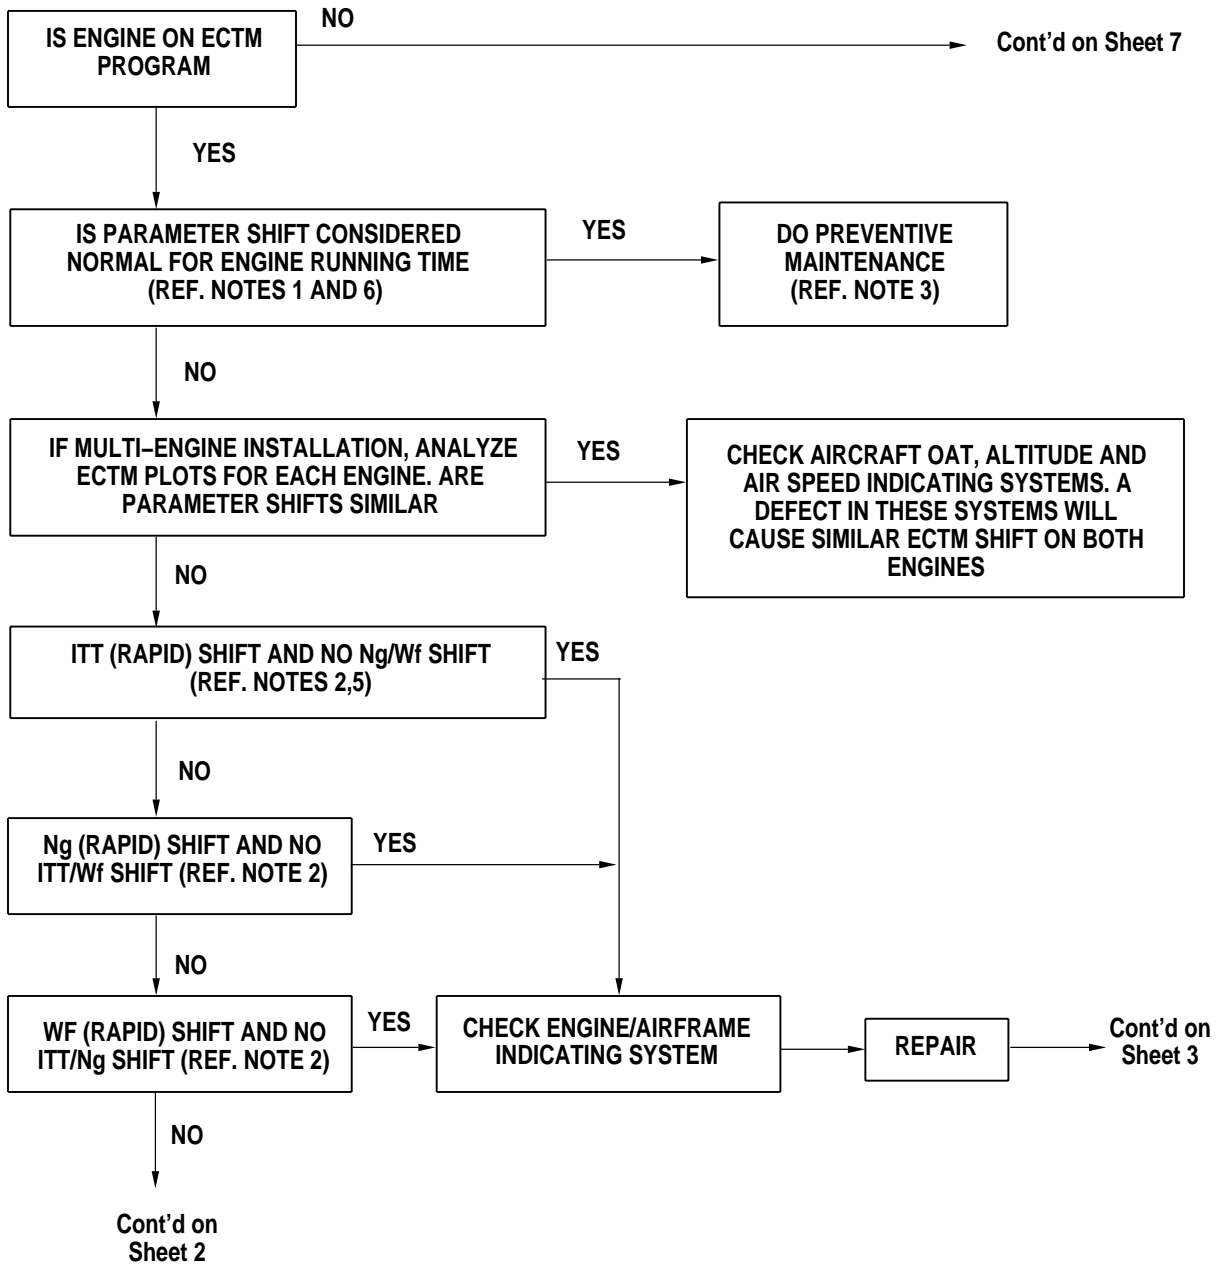 NO
IS ENGINE ON ECTM
PROGRAM
Cont’d on Sheet 7
YES
IS PARAMETER SHIFT CONSIDERED
NORMAL FOR ENGINE RUNNING TIME
(REF. NOTES 1 AND 6)
YES
DO PREVENTIVE
MAINTENANCE
(REF. NOTE 3)
NO
IF MULTI–ENGINE INSTALLATION, ANALYZE
ECTM PLOTS FOR EACH ENGINE. ARE
PARAMETER SHIFTS SIMILAR
YES
CHECK AIRCRAFT OAT, ALTITUDE AND
AIR SPEED INDICATING SYSTEMS. A
DEFECT IN THESE SYSTEMS WILL
CAUSE SIMILAR ECTM SHIFT ON BOTH
ENGINES
NO
ITT (RAPID) SHIFT AND NO Ng/Wf SHIFT
(REF. NOTES 2,5)
YES
NO
Ng (RAPID) SHIFT AND NO
ITT/Wf SHIFT (REF. NOTE 2)
YES
NO
WF (RAPID) SHIFT AND NO
ITT/Ng SHIFT (REF. NOTE 2)
YES
CHECK ENGINE/AIRFRAME
INDICATING SYSTEM
REPAIR
Cont’d on
Sheet 3
NO
Cont’d on
Sheet 2